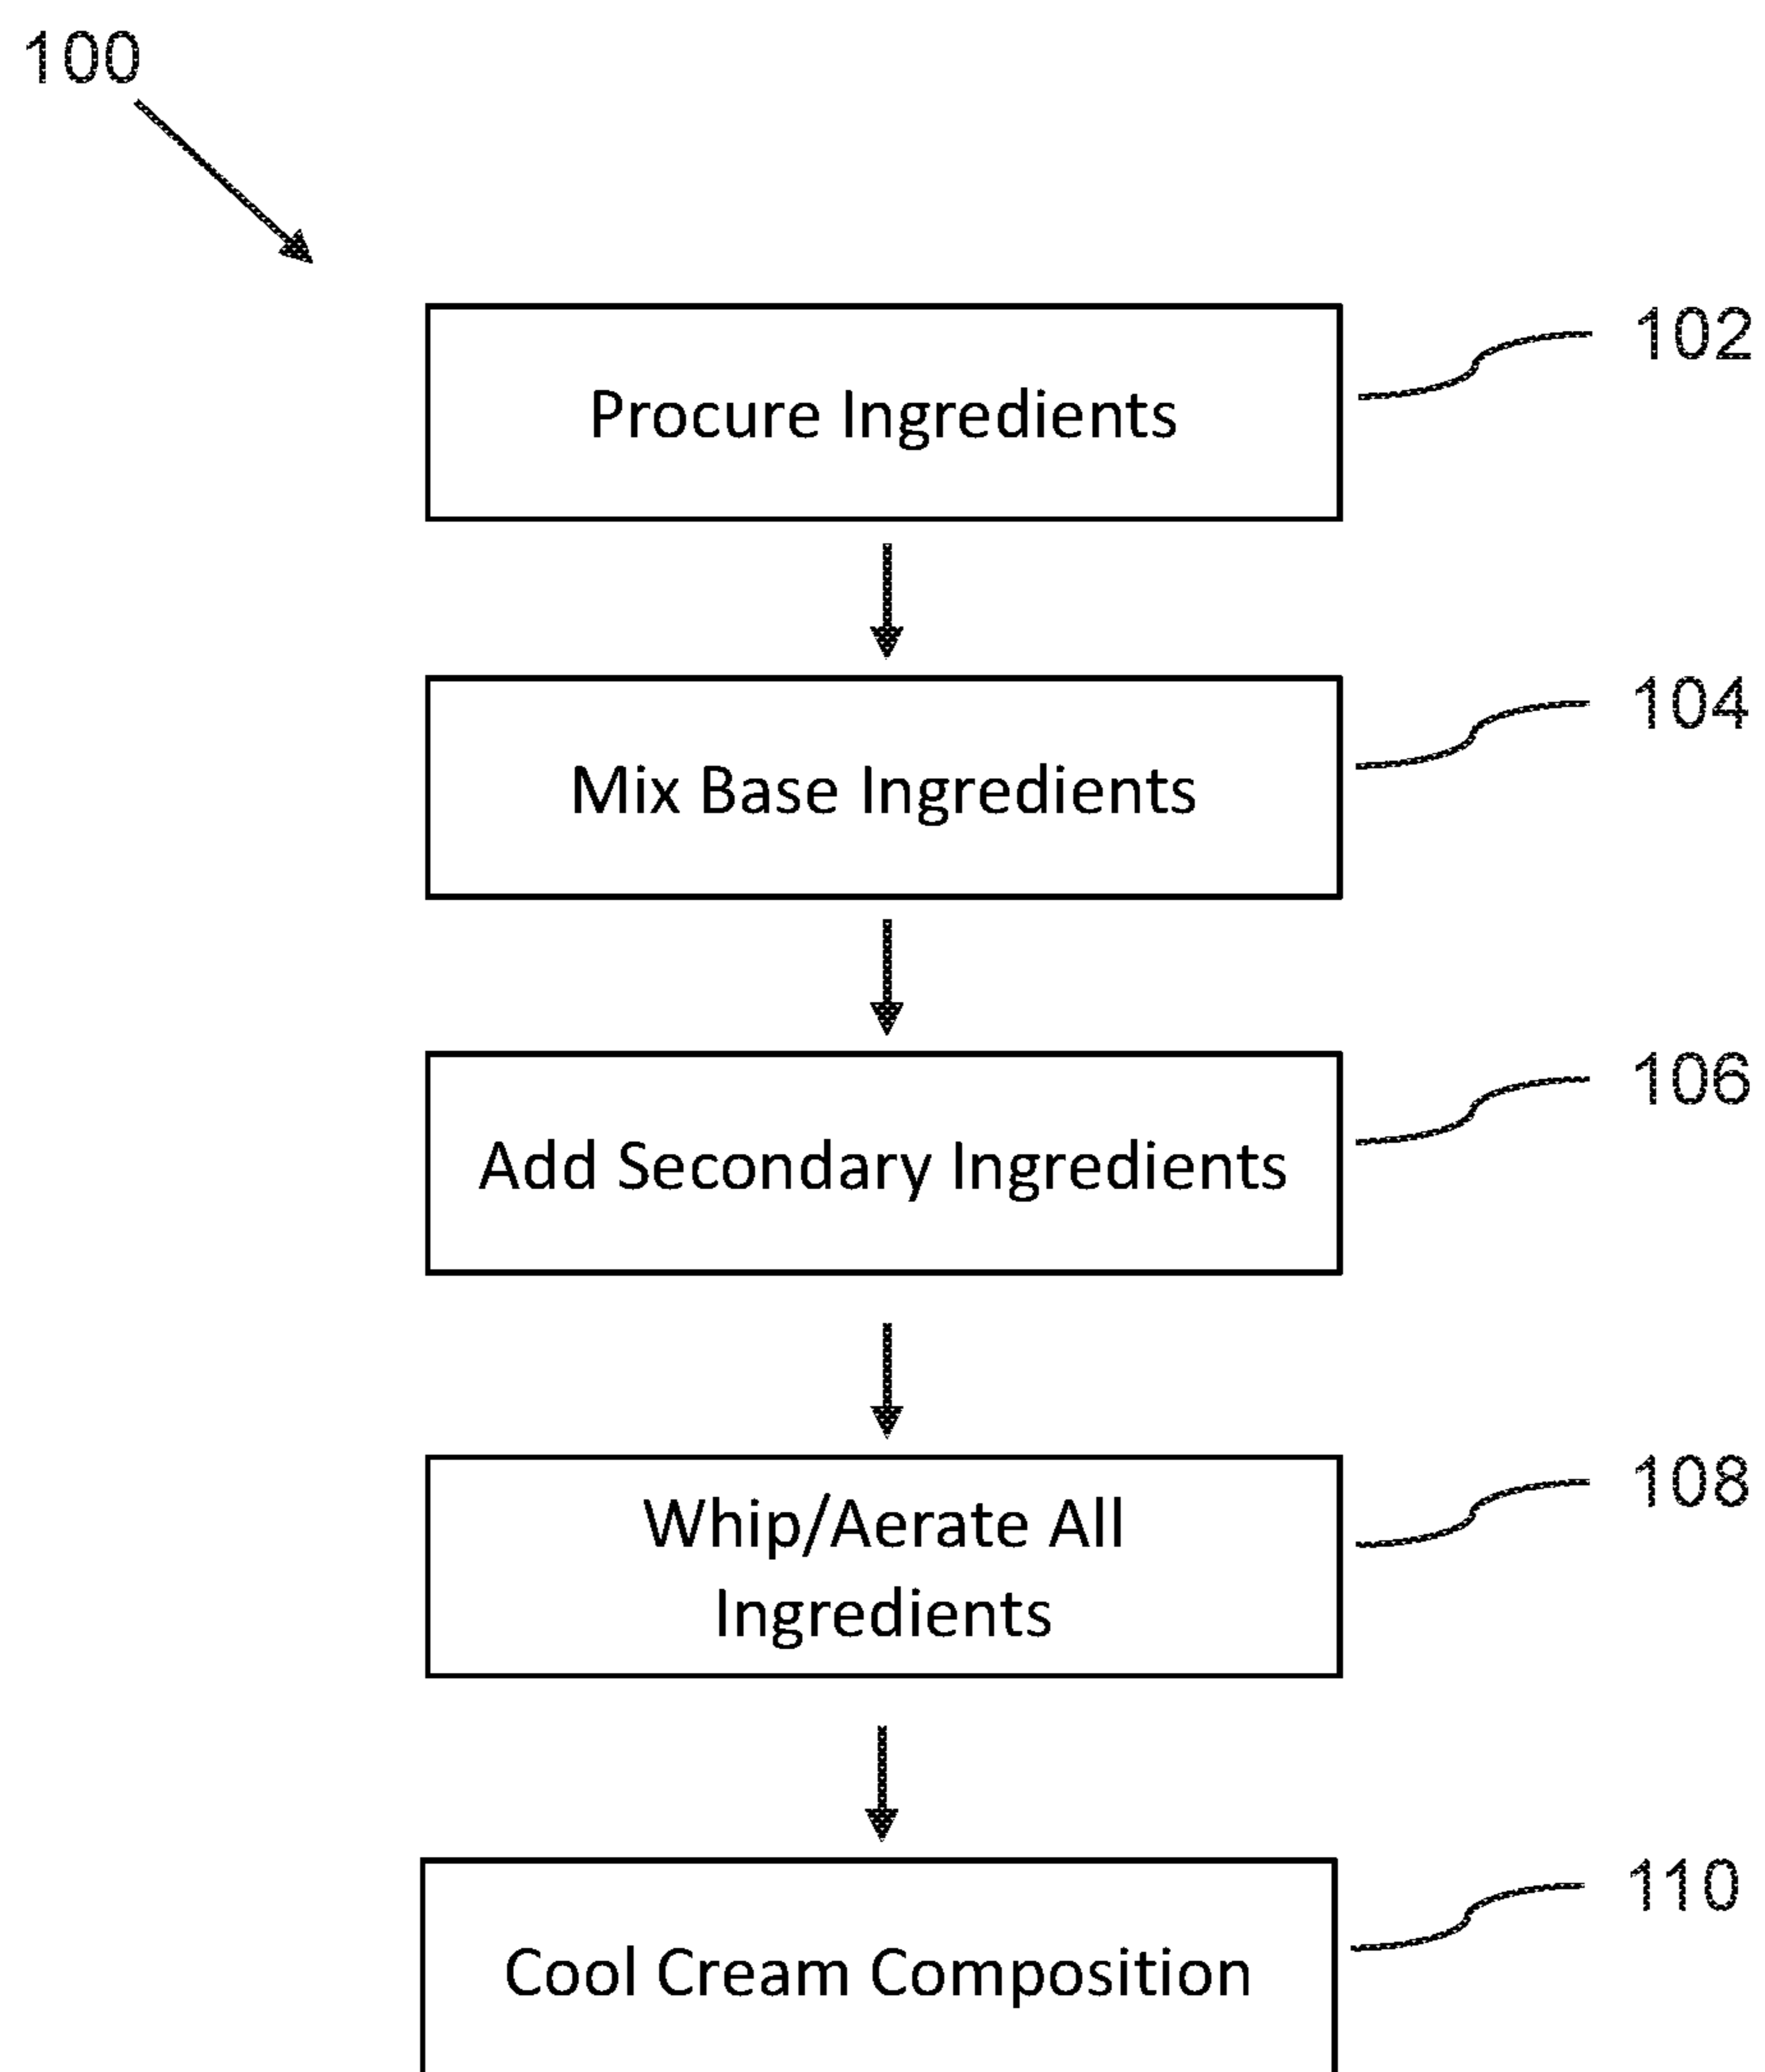 100
Procure Ingredients
102
Mix Base Ingredients
104
Add Secondary Ingredients
106
Whip/Aerate All
Ingredients
108
Cool Cream Composition
110